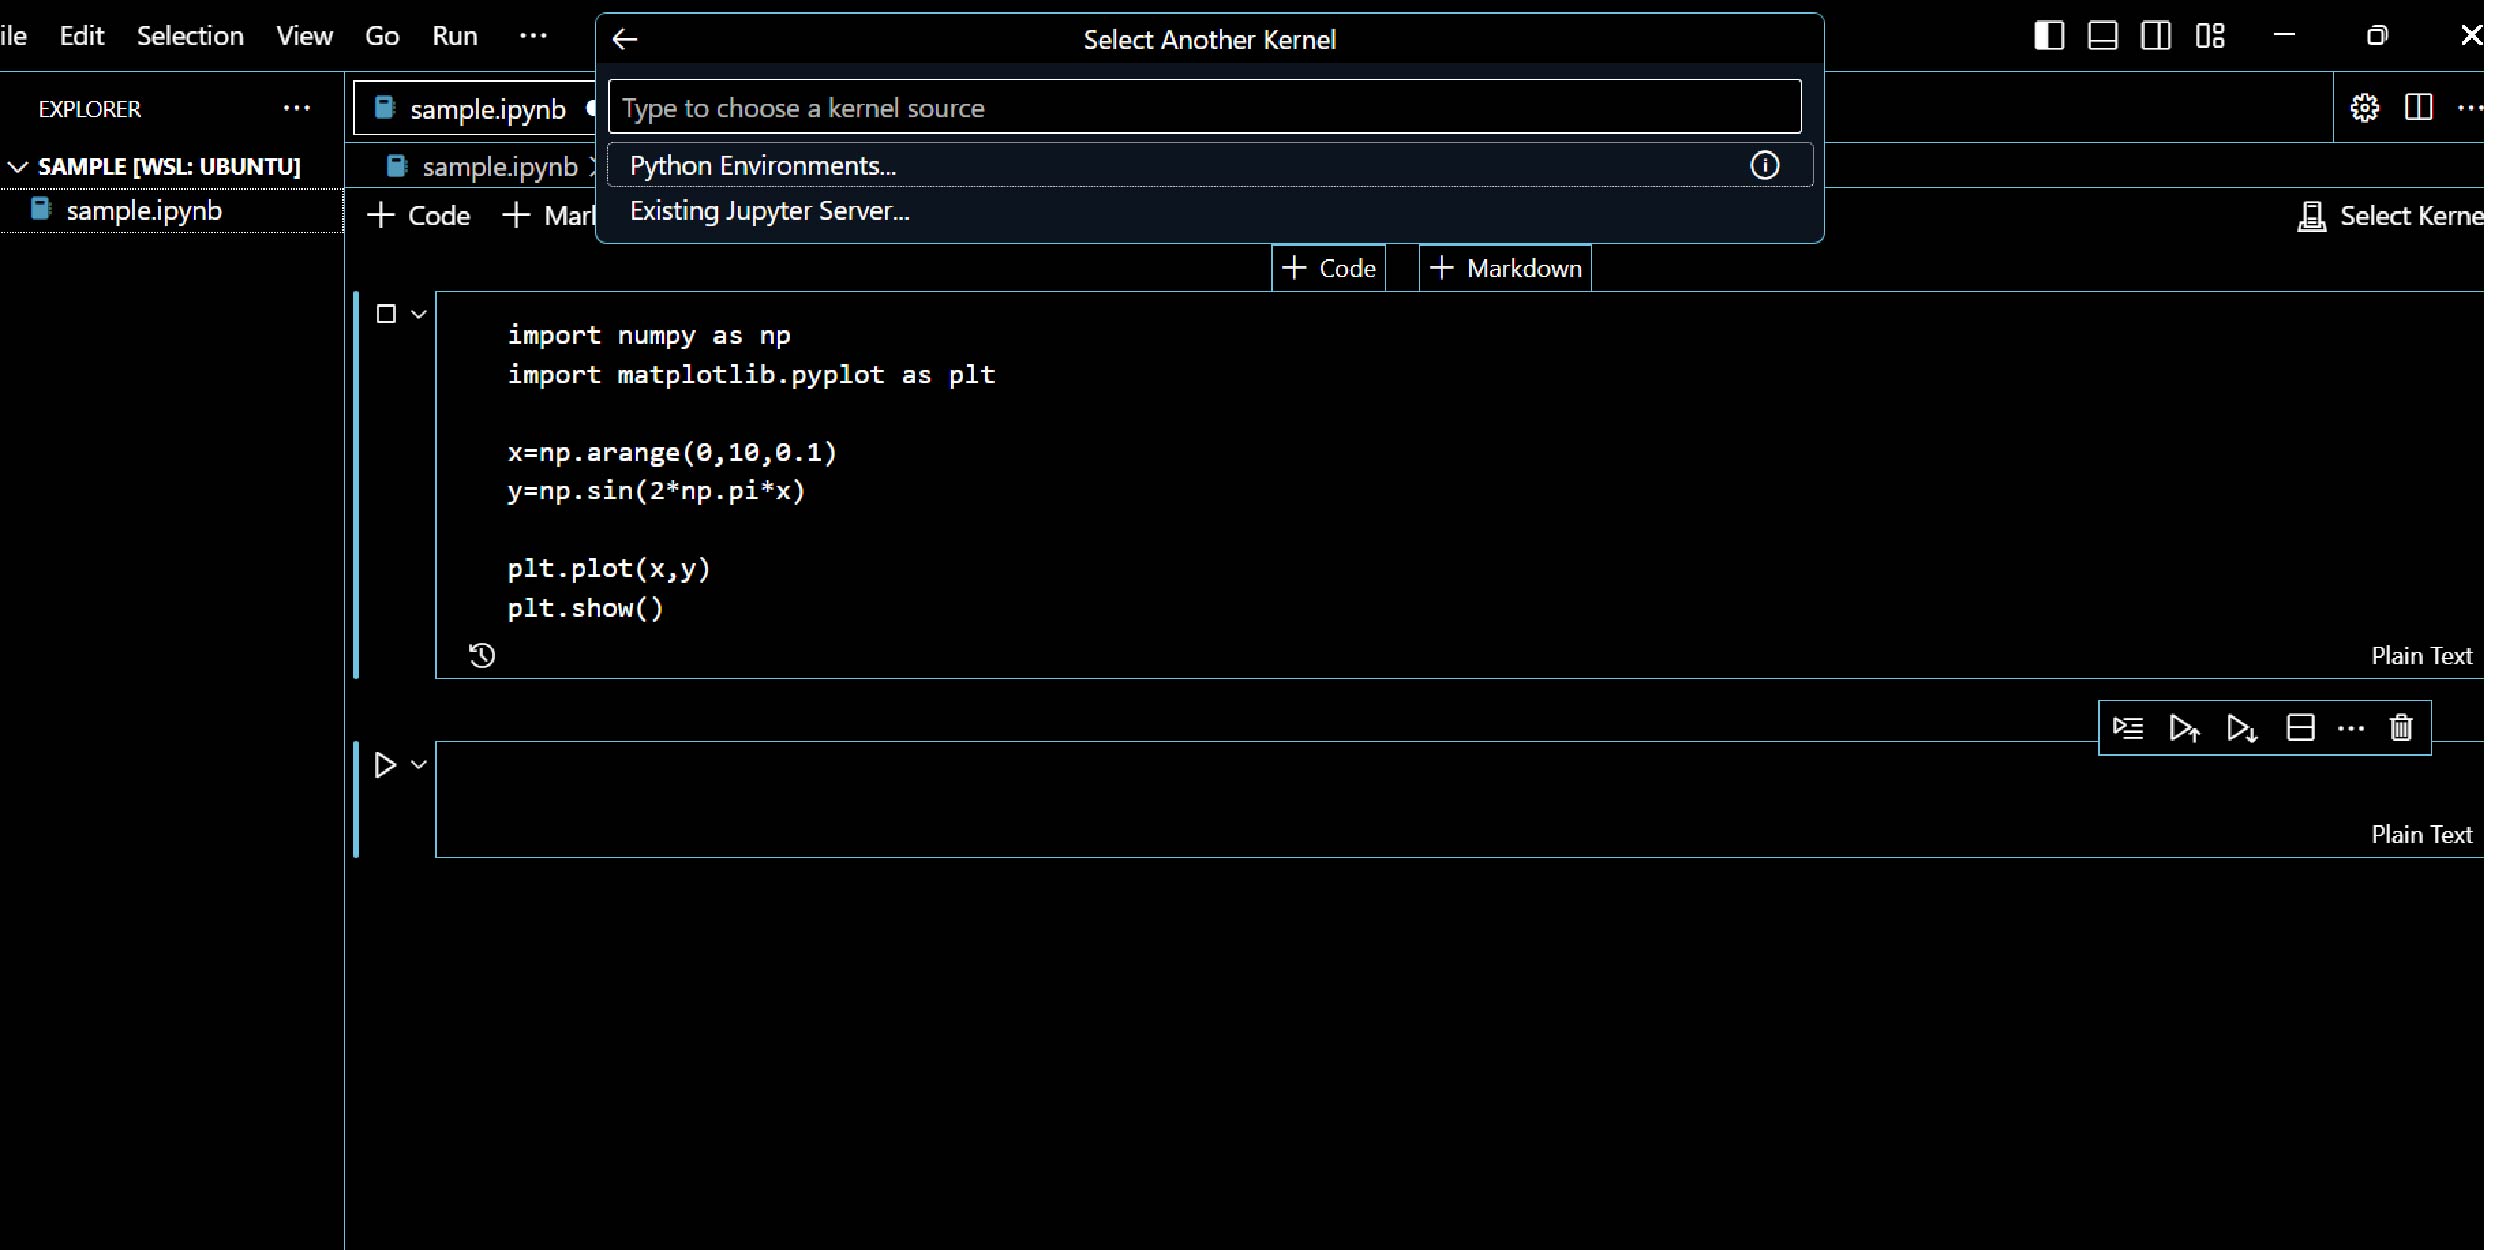 ile Edit Selection View Go Run ...
Select Another Kernel
Type to choose a kernel source
Python Environments...
Existing Jupyter Server...
EXPLORER ...
SAMPLE [WSL: UBUNTU]
sample.ipynb
sample.ipynb
sample.ipynb
+ Code + Marl
Select Kerne
+ Code + Markdown
import numpy as np
import matplotlib.pyplot as plt
x=np.arange(0,10,0.1)
y=np.sin(2*np.pi*x)
plt.plot(x,y)
plt.show()
Plain Text
Plain Text